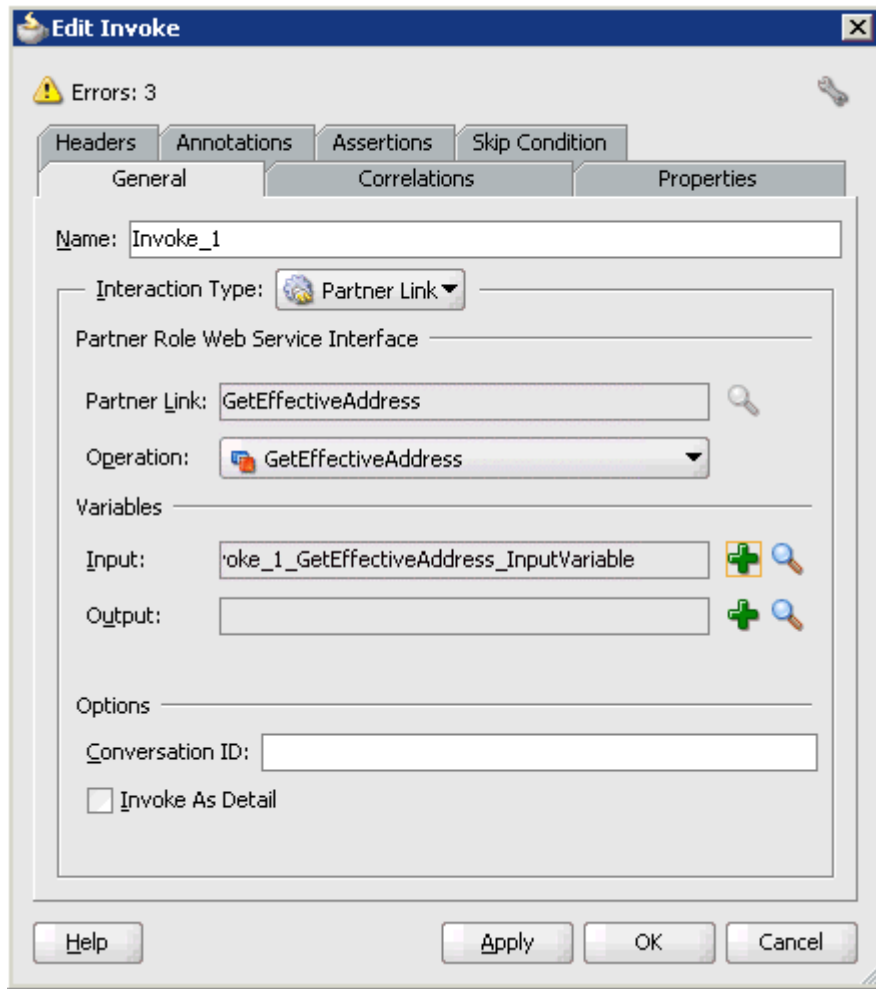 Edit Invoke
Errors: 3
Headers Annotations Assertions Skip Condition
General Correlations Properties
Name: Invoke_1
Interaction Type: Partner Link
Partner Role Web Service Interface
Partner Link: GetEffectiveAddress
Operation: GetEffectiveAddress
Variables
Input: oke_1_GetEffectiveAddress_InputVariable
Output:
Options
Conversation ID:
Invoke As Detail
Help Apply OK Cancel